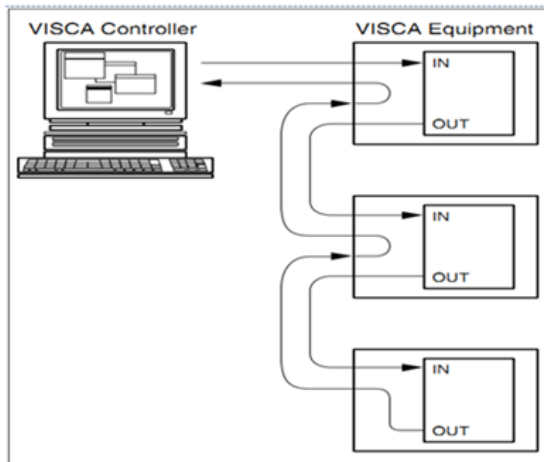 VISCA Controller
VISCA Equipment
IN
OUT
IN
OUT
IN
OUT